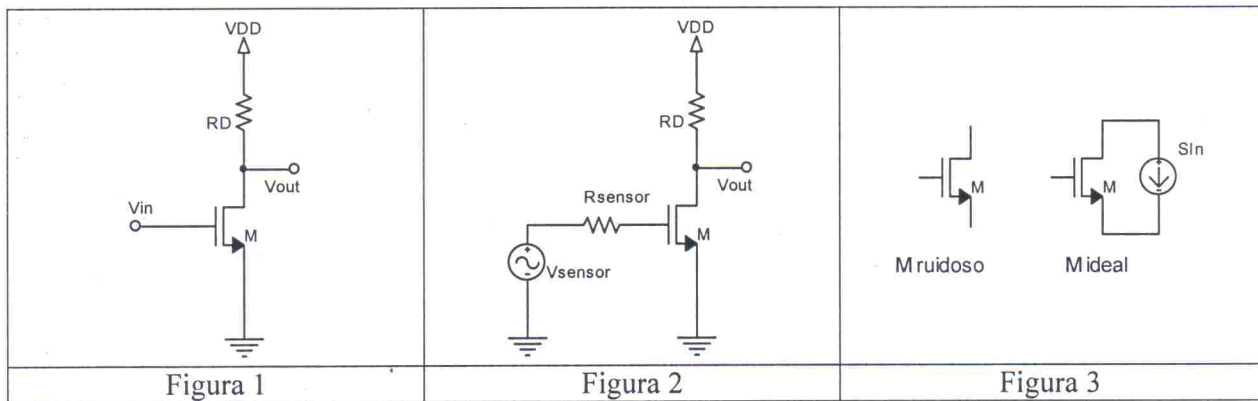 VDD
RD
Vout
Vin
M
Figura 1
VDD
RD
Vout
Rsensor
M
Vsensor
Figura 2
SIn
M
M
M ruidoso
M ideal
Figura 3